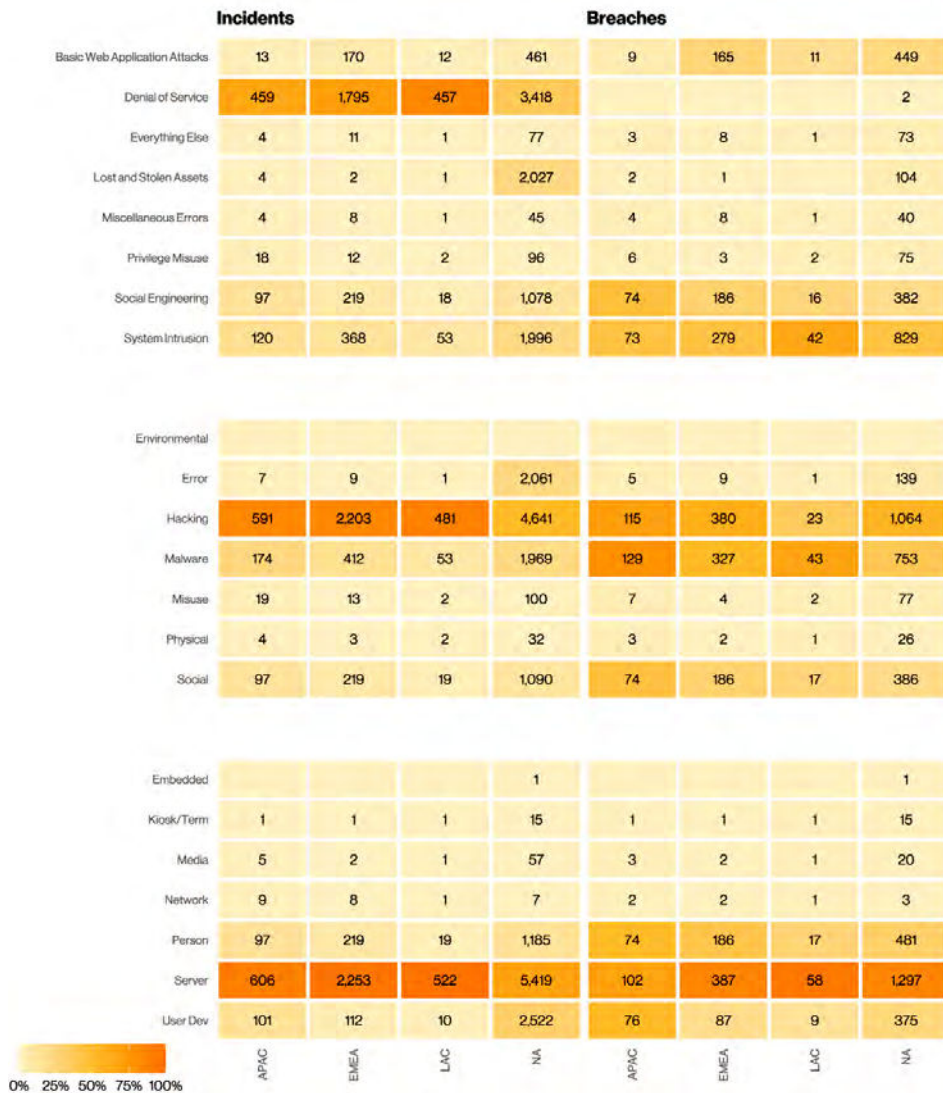 Incidents Breaches
Basic Web Application Attacks 13 170 12 461 9 165 11 449
Denial of Service 459 1,795 457 3,418 2
Everything Else 4 11 1 77 3 8 1 73
Lost and Stolen Assets 4 2 1 2,027 2 1 104
Miscellaneous Errors 4 8 1 45 4 8 1 40
Privilege Misuse 18 12 2 96 6 3 2 75
Social Engineering 97 219 18 1,078 74 186 16 382
System Intrusion 120 368 53 1,996 73 279 42 829
Environmental
Error 7 9 1 2,061 5 9 1 139
Hacking 591 2,203 481 4,641 115 380 23 1,064
Malware 174 412 53 1,969 129 327 43 753
Misuse 19 13 2 100 7 4 2 77
Physical 4 3 2 32 3 2 1 26
Social 97 219 19 1,090 74 186 17 386
Embedded 1 1
Kiosk/Term 1 1 1 15 1 1 1 15
Media 5 2 1 57 3 2 1 20
Network 9 8 1 7 2 2 1 3
Person 97 219 19 1,185 74 186 17 481
Server 606 2,253 522 5,419 102 387 58 1,297
User Dev 101 112 10 2,522 76 87 9 375
APAC EMEA LAC NA APAC EMEA LAC NA
0% 25% 50% 75% 100%